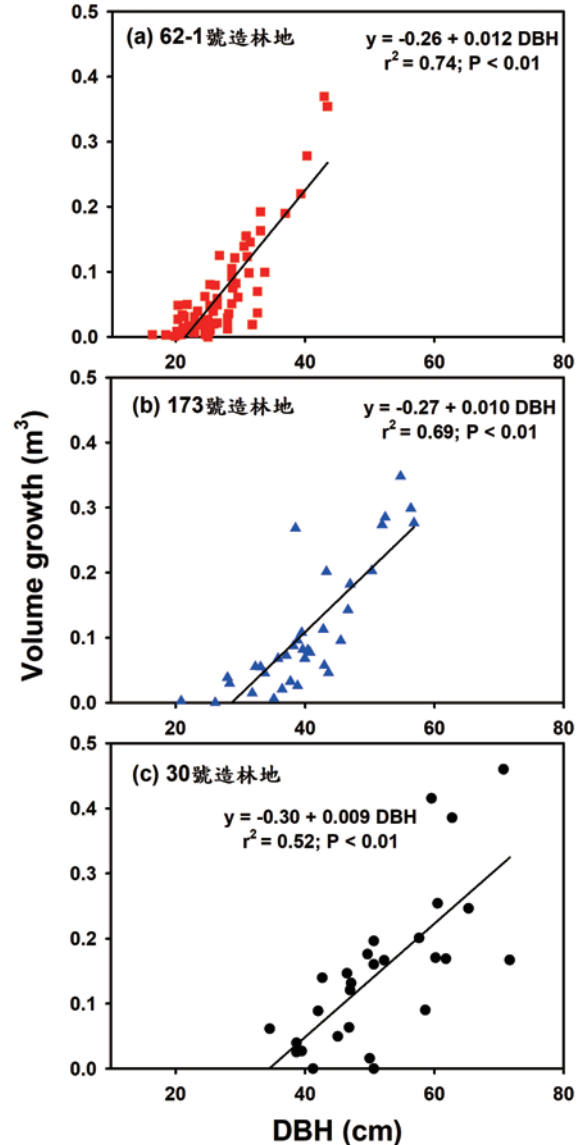 (a) 62-1號造林地
y = -0.26 + 0.012 DBH
r² = 0.74; P < 0.01
0.5
0.4
0.3
0.2
0.1
0.0
20 40 60 80
(b) 173號造林地
y = -0.27 + 0.010 DBH
r² = 0.69; P < 0.01
0.5
0.4
0.3
0.2
0.1
0.0
20 40 60 80
(c) 30號造林地
y = -0.30 + 0.009 DBH
r² = 0.52; P < 0.01
0.5
0.4
0.3
0.2
0.1
0.0
20 40 60 80
Volume growth (m³)
DBH (cm)